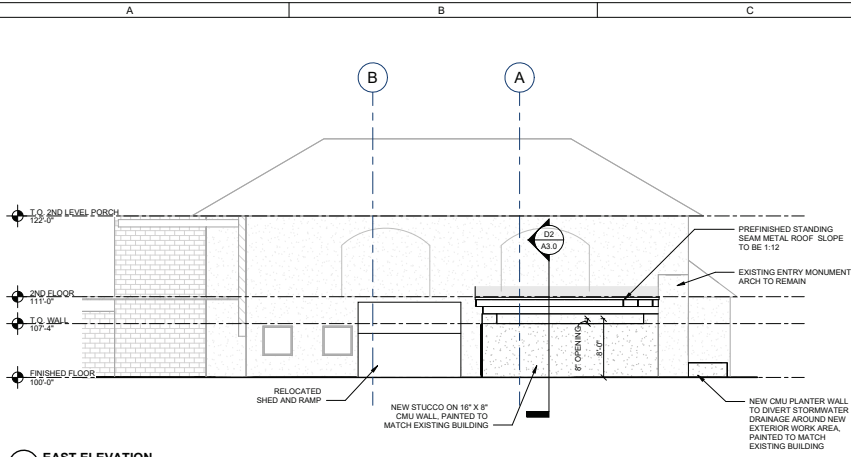 A
B
C
B
A
T.O. 2ND LEVEL PORCH
122'-0"
D2
A3.0
PREFINISHED STANDING
SEAM METAL ROOF SLOPE
TO BE 1:12
EXISTING ENTRY MONUMENT
ARCH TO REMAIN
2ND FLOOR
111'-0"
T.O. WALL
107'-4"
8" OPENING
8'-0"
FINISHED FLOOR
100'-0"
RELOCATED
SHED AND RAMP
NEW STUCCO ON 16" X 8"
CMU WALL, PAINTED TO
MATCH EXISTING BUILDING
NEW CMU PLANTER WALL
TO DIVERT STORMWATER
DRAINAGE AROUND NEW
EXTERIOR WORK AREA,
PAINTED TO MATCH
EXISTING BUILDING
EAST ELEVATION